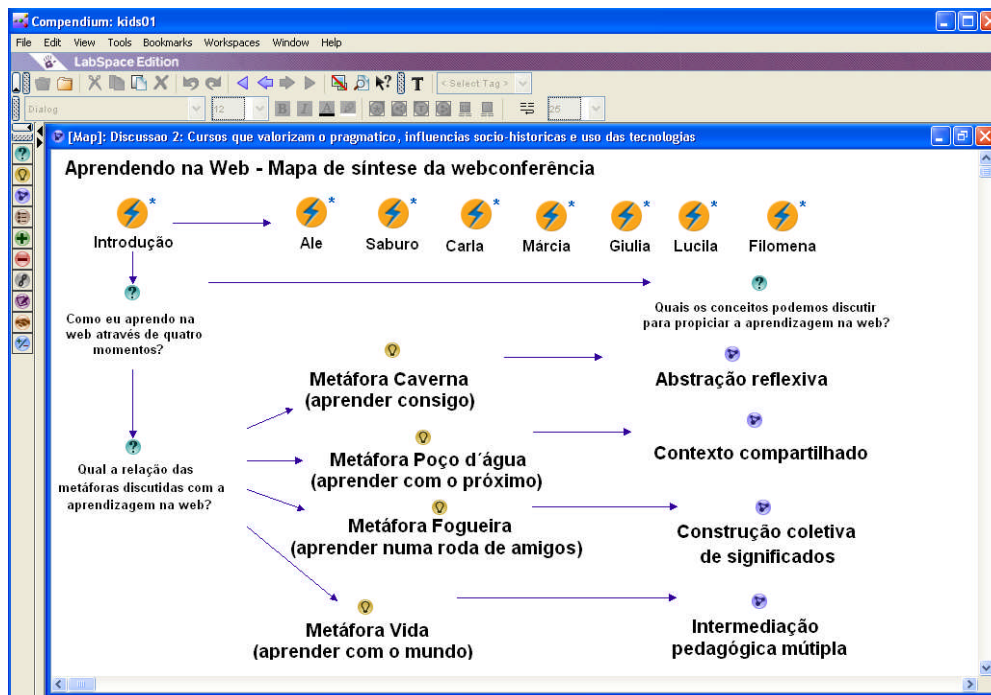 Compendium: kids01
File Edit View Tools Bookmarks Workspaces Window Help
LabSpace Edition
T < Select Tag >
Dialog 12 B I A 25
[Map]: Discussao 2: Cursos que valorizam o pragmatico, influencias socio-historicas e uso das tecnologias
Aprendendo na Web - Mapa de síntese da webconferência
Introdução
Ale
Saburo
Carla
Márcia
Giulia
Lucila
Filomena
Como eu aprendo na
web através de quatro
momentos?
Quais os conceitos podemos discutir
para propiciar a aprendizagem na web?
Metáfora Caverna
(aprender consigo)
Abstração reflexiva
Qual a relação das
metáforas discutidas com a
aprendizagem na web?
Metáfora Poço d´água
(aprender com o próximo)
Contexto compartilhado
Metáfora Fogueira
(aprender numa roda de amigos)
Construção coletiva
de significados
Metáfora Vida
(aprender com o mundo)
Intermediação
pedagógica mútipla